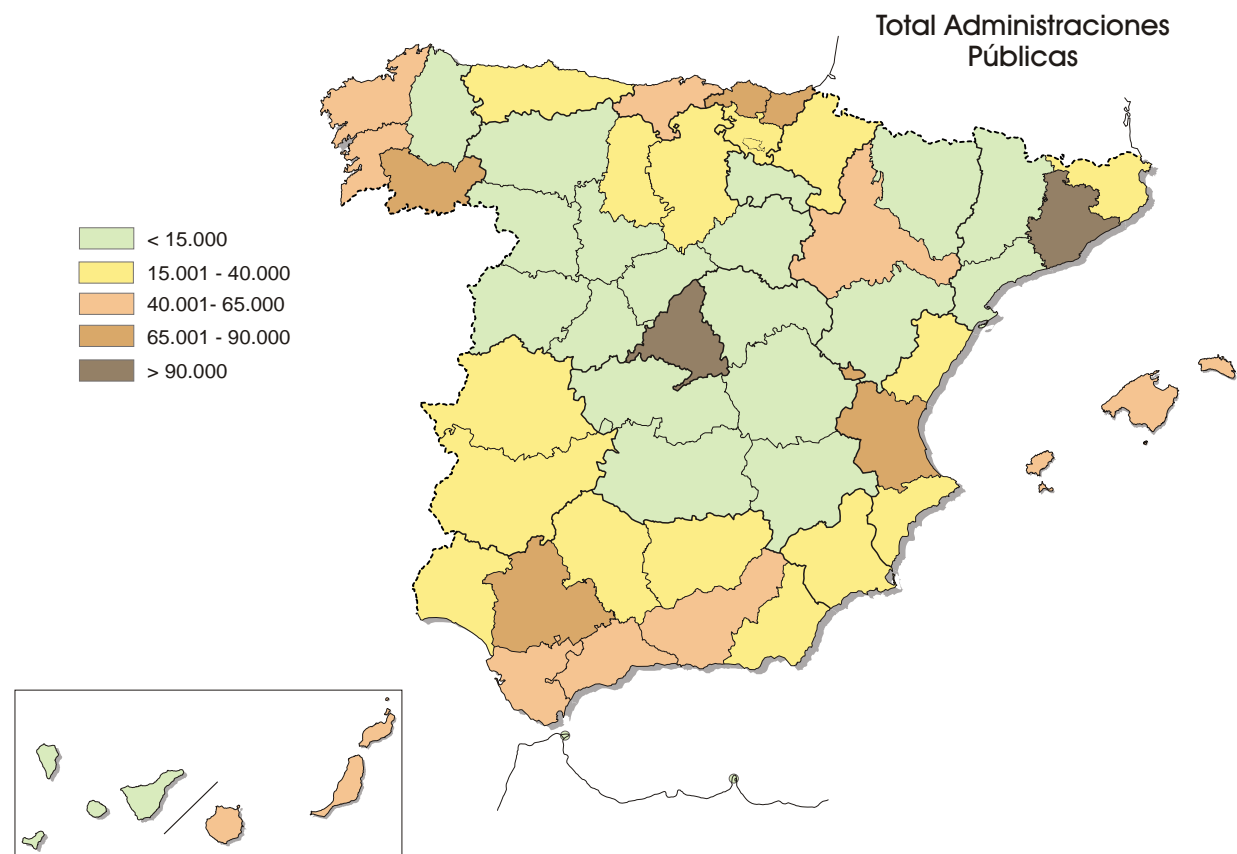 Total Administraciones
Públicas
< 15.000
15.001 - 40.000
40.001- 65.000
65.001 - 90.000
> 90.000